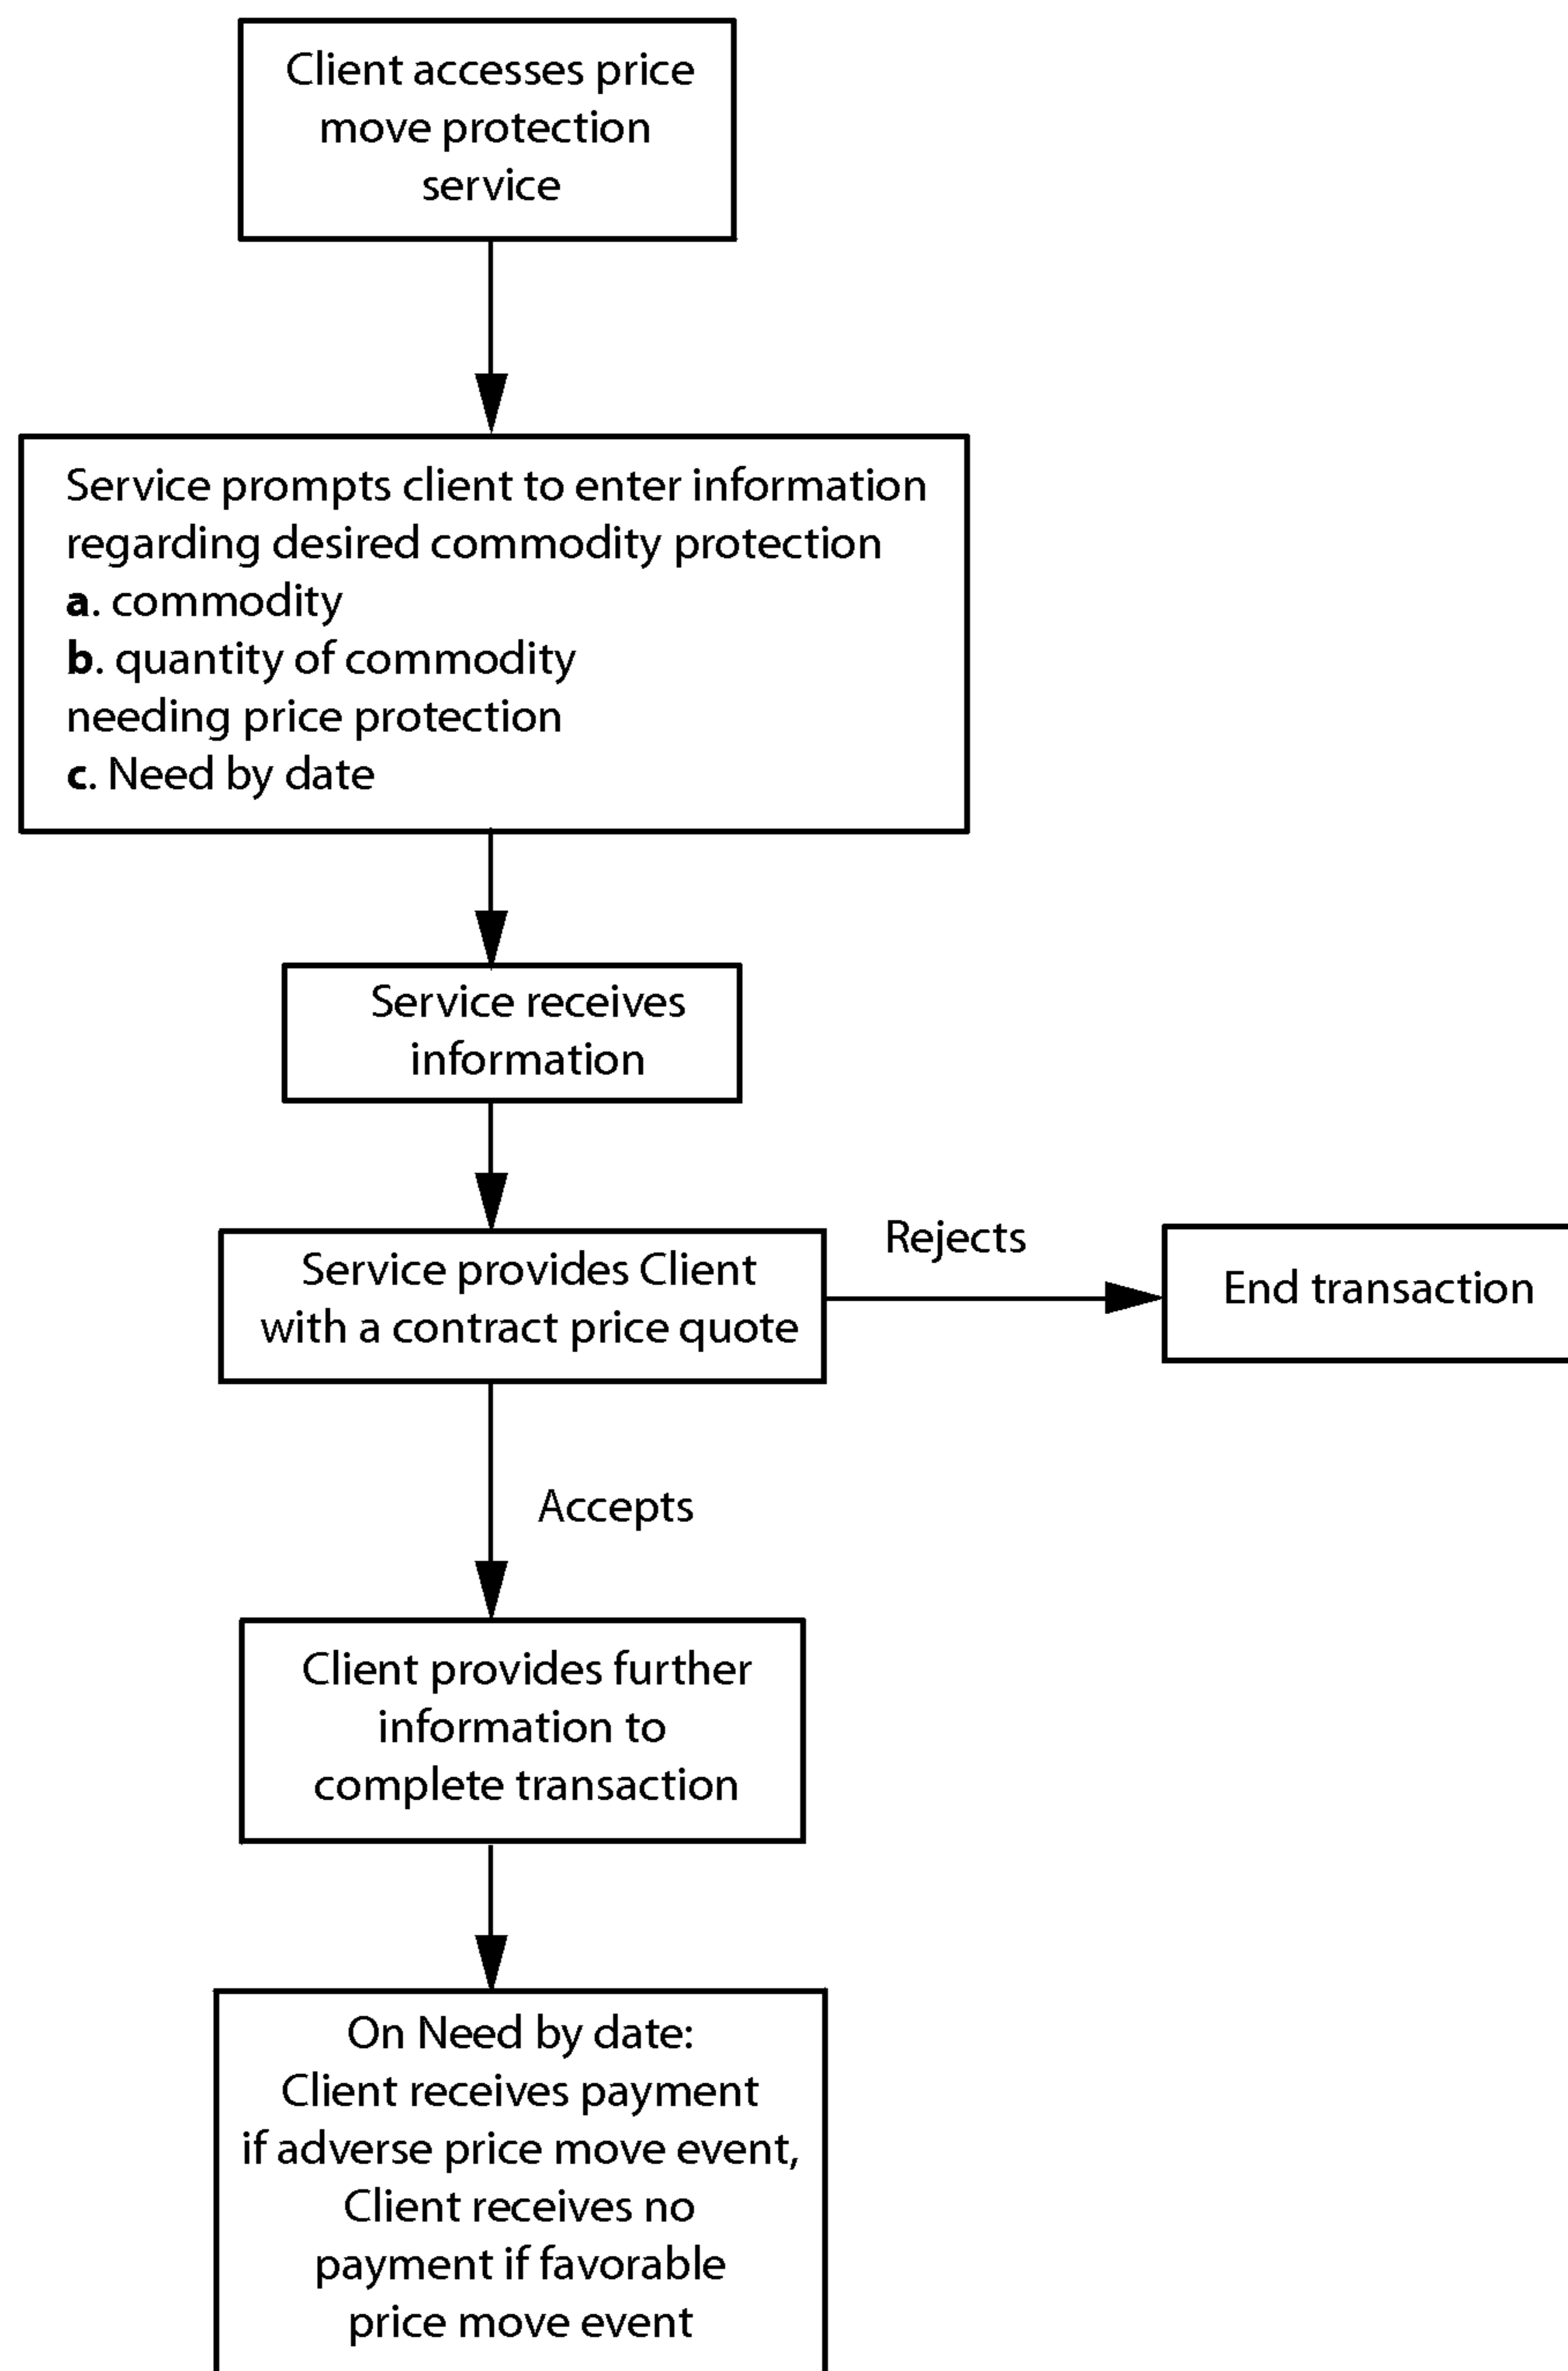 Client accesses price
move protection
service
Service prompts client to enter information
regarding desired commodity protection
a. commodity
b. quantity of commodity
needing price protection
c. Need by date
Service receives
information
Service provides Client
with a contract price quote
Rejects
End transaction
Accepts
Client provides further
information to
complete transaction
On Need by date:
Client receives payment
if adverse price move event,
Client receives no
payment if favorable
price move event